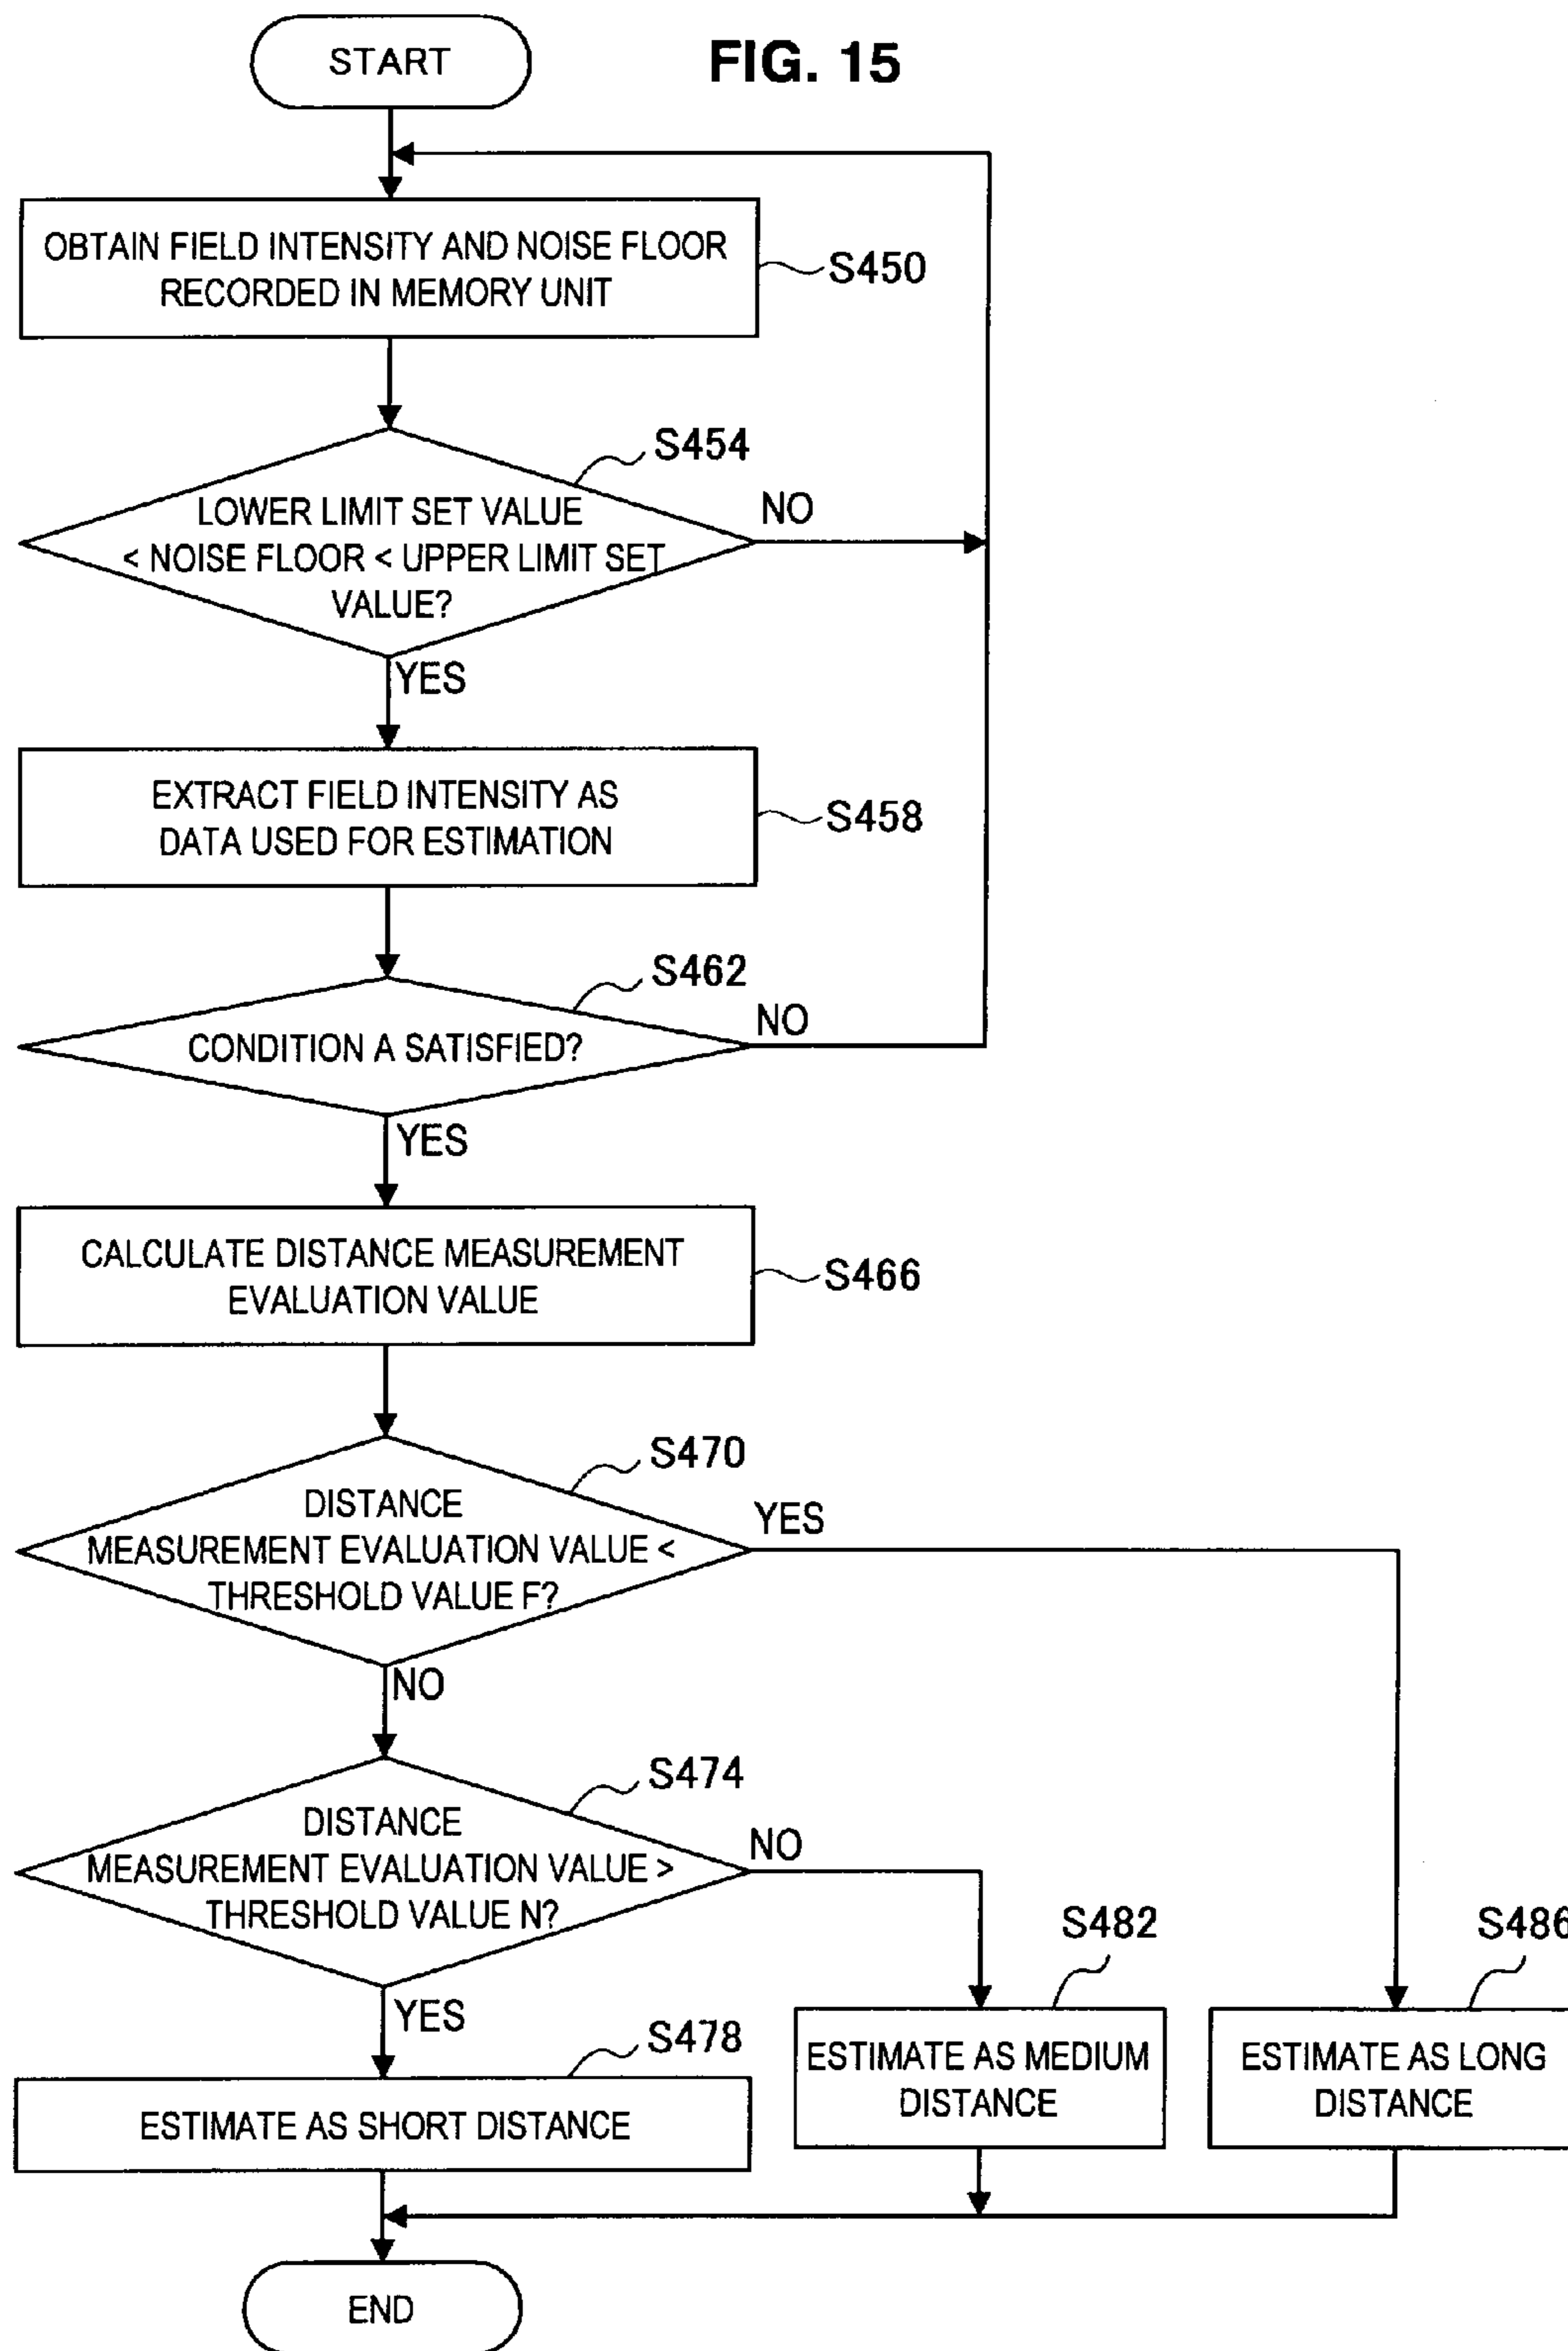 START
FIG. 15
OBTAIN FIELD INTENSITY AND NOISE FLOOR
RECORDED IN MEMORY UNIT
S450
S454
LOWER LIMIT SET VALUE
< NOISE FLOOR < UPPER LIMIT SET
VALUE?
NO
YES
EXTRACT FIELD INTENSITY AS
DATA USED FOR ESTIMATION
S458
S462
CONDITION A SATISFIED?
NO
YES
CALCULATE DISTANCE MEASUREMENT
EVALUATION VALUE
S466
S470
DISTANCE
MEASUREMENT EVALUATION VALUE <
THRESHOLD VALUE F?
YES
NO
S474
DISTANCE
MEASUREMENT EVALUATION VALUE >
THRESHOLD VALUE N?
NO
YES
S478
ESTIMATE AS SHORT DISTANCE
S482
ESTIMATE AS MEDIUM
DISTANCE
S486
ESTIMATE AS LONG
DISTANCE
END